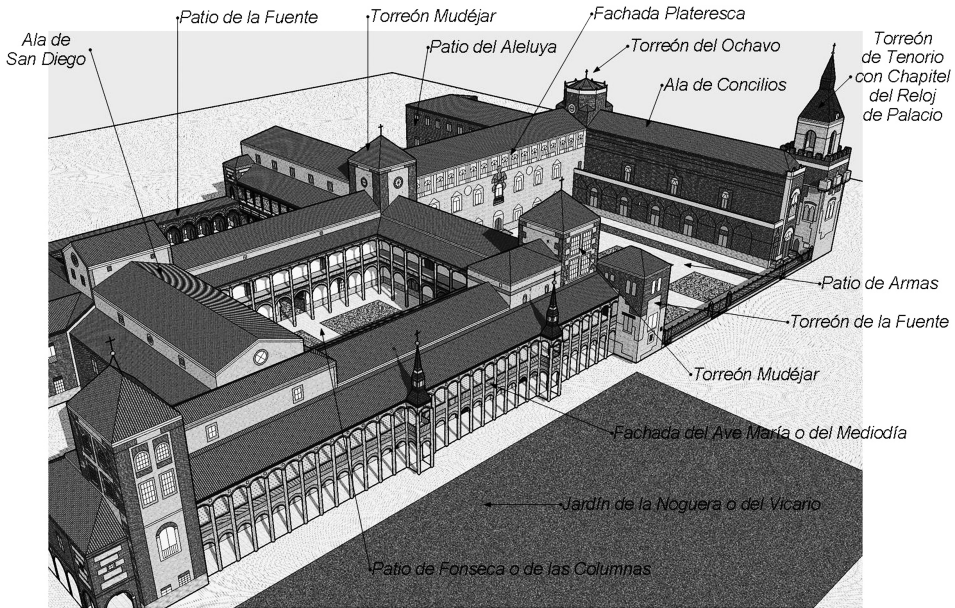 Patio de la Fuente
Torreón Mudéjar
Fachada Plateresca
Ala de
San Diego
Patio del Aleluya
Torreón del Ochavo
Torreón
de Tenorio
con Chapitel
del Reloj
de Palacio
Ala de Concilios
Patio de Armas
Torreón de la Fuente
Torreón Mudéjar
Fachada del Ave María o del Mediodía
Jardín de la Noguera o del Vicario
Patio de Fonseca o de las Columnas